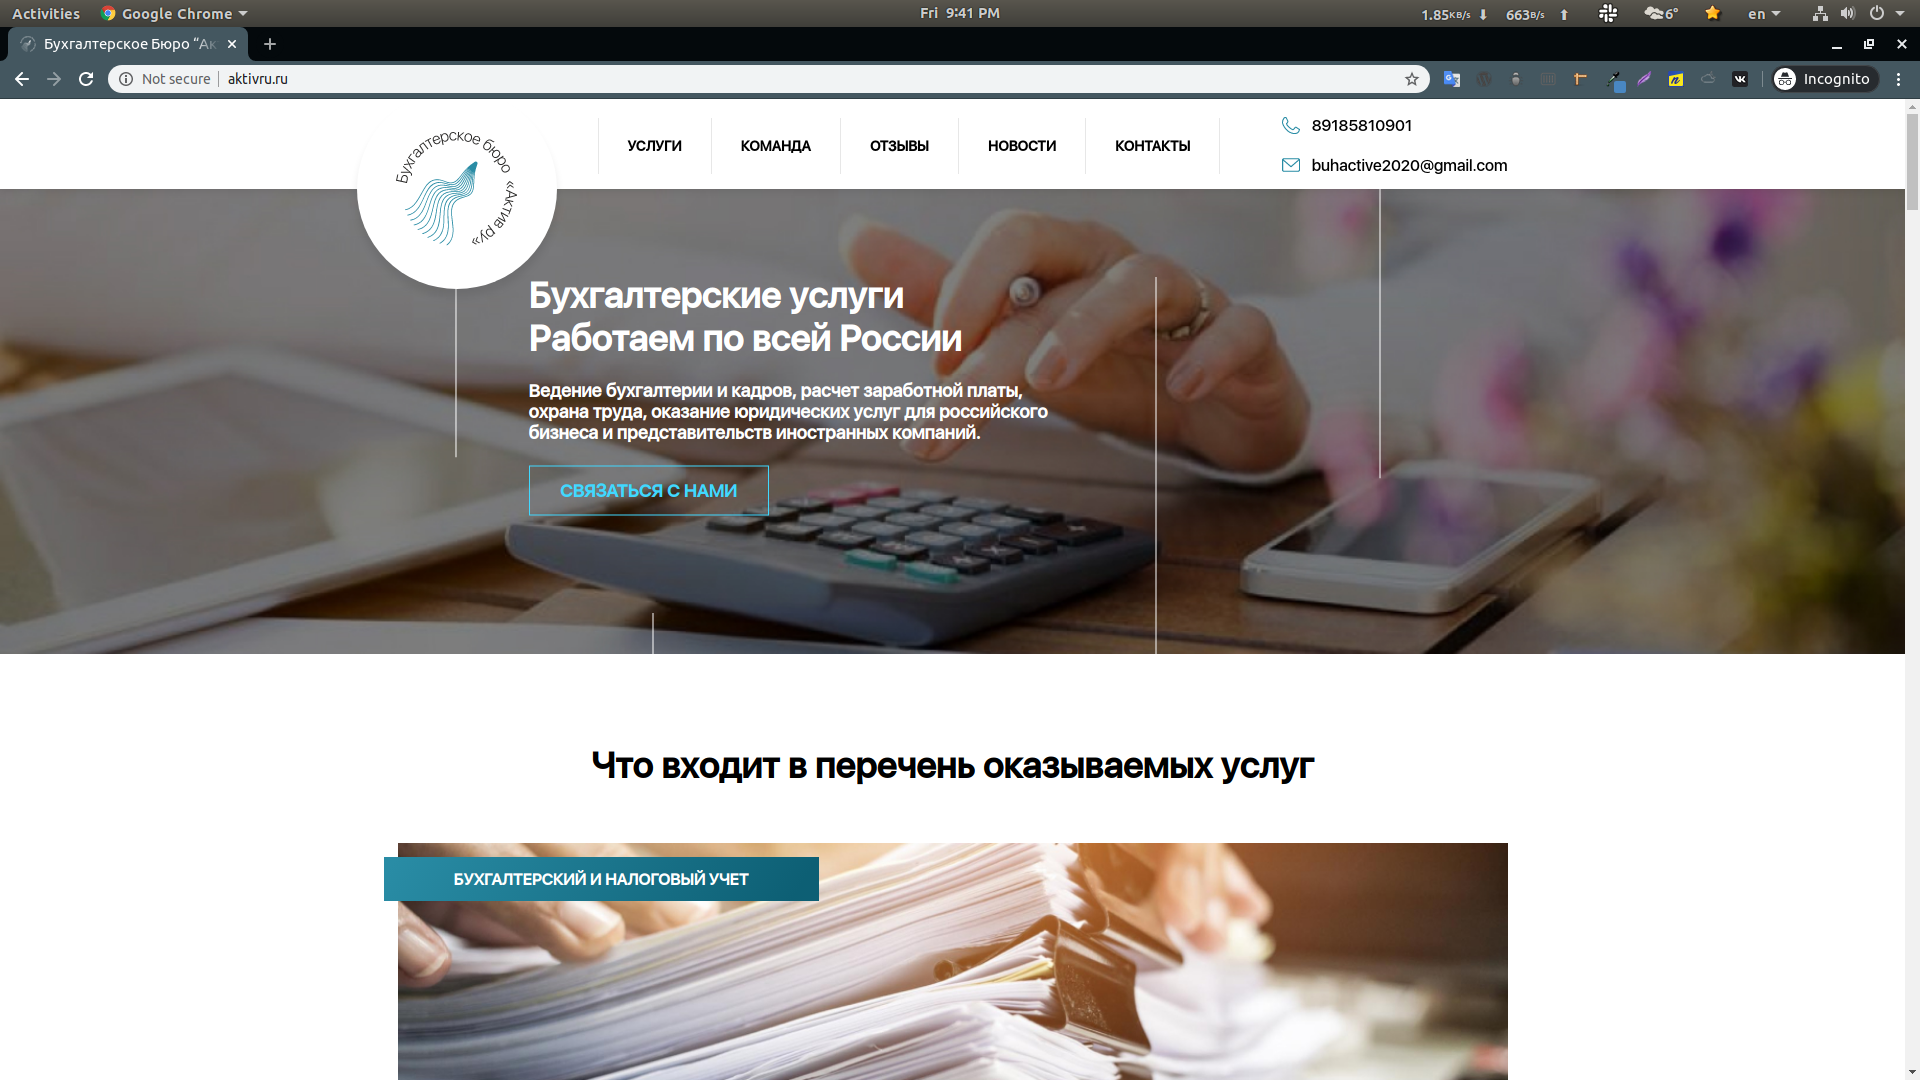 Activities
Google Chrome
Fri 9:41 PM
1.85KB/s
663B/s
6°
en
Бухгалтерское Бюро “Ак
Not secure
aktivru.ru
Incognito
Бухгалтерское бюро «Актив ру»
УСЛУГИ
КОМАНДА
ОТЗЫВЫ
НОВОСТИ
КОНТАКТЫ
89185810901
buhactive2020@gmail.com
Бухгалтерские услуги
Работаем по всей России
Ведение бухгалтерии и кадров, расчет заработной платы,
охрана труда, оказание юридических услуг для российского
бизнеса и представительств иностранных компаний.
СВЯЗАТЬСЯ С НАМИ
Что входит в перечень оказываемых услуг
БУХГАЛТЕРСКИЙ И НАЛОГОВЫЙ УЧЕТ